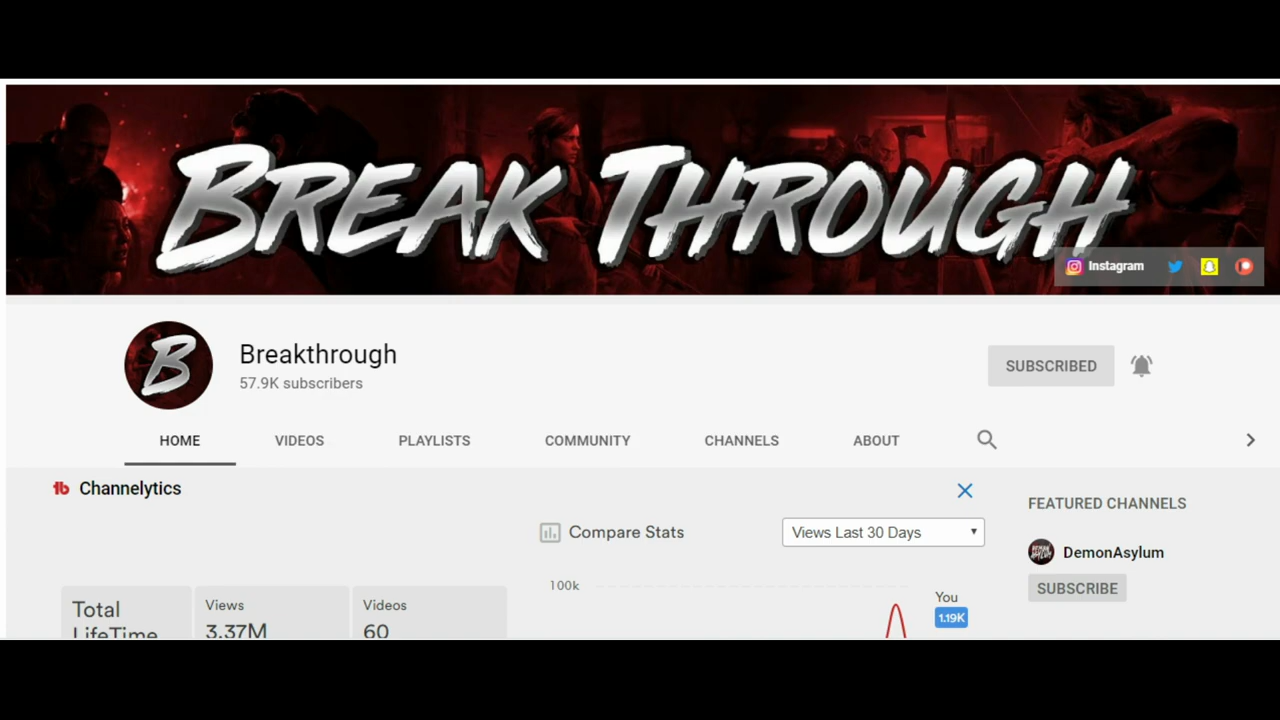 BREAK THROUGH
Instagram
B
Breakthrough
57.9K subscribers
SUBSCRIBED
HOME VIDEOS PLAYLISTS COMMUNITY CHANNELS ABOUT
Channelytics
FEATURED CHANNELS
Compare Stats
Views Last 30 Days
DemonAsylum
SUBSCRIBE
100k
You
1.19K
Total
LifeTime
Views
3.37M
Videos
60